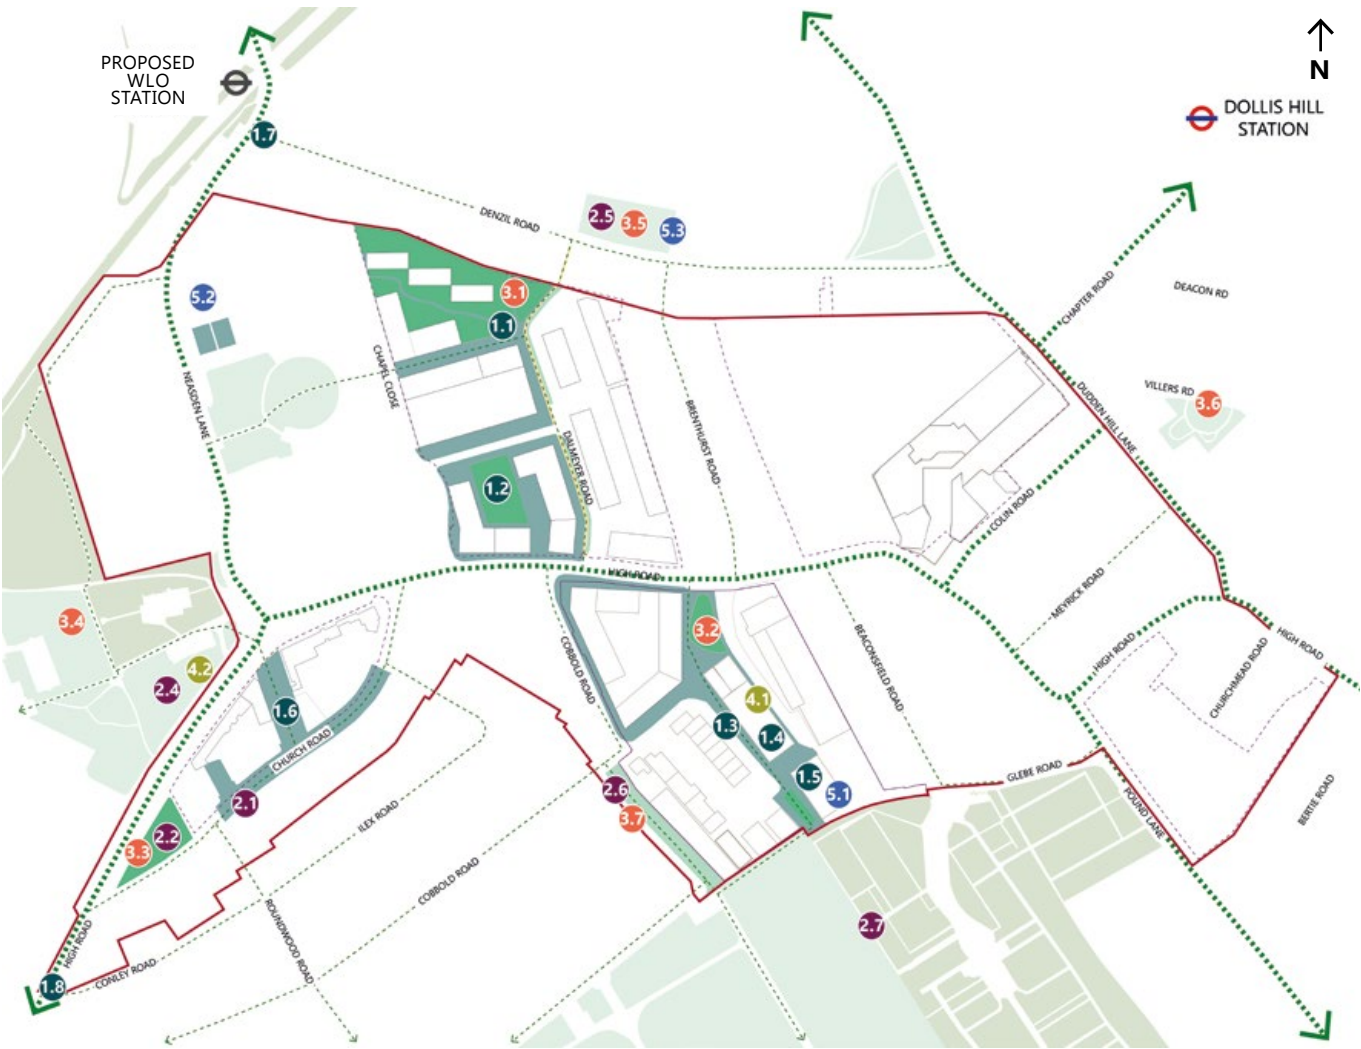 PROPOSED
WLO
STATION
N
DOLLIS HILL
STATION
1.7
DENZIL ROAD
2.5
3.5
5.3
CHAPTER ROAD
DEACON RD
5.2
3.1
1.1
CHAPEL CLOSE
NEASDEN LANE
VILLERS RD
3.6
DUDDEN HILL LANE
BRENTHURST ROAD
DALMEYER ROAD
1.2
COLIN ROAD
HIGH ROAD
MEYRICK ROAD
3.4
3.2
HIGH ROAD
HIGH ROAD
CHURCHMEAD ROAD
COBBOLD ROAD
BEACONSFIELD ROAD
4.2
2.4
4.1
1.6
1.3
1.4
CHURCH ROAD
1.5
5.1
GLEBE ROAD
2.6
3.7
2.1
POUND LANE
BERTIE ROAD
2.2
3.3
ILEX ROAD
COBBOLD ROAD
ROUNDWOOD ROAD
2.7
HIGH ROAD
CONLEY ROAD
1.8